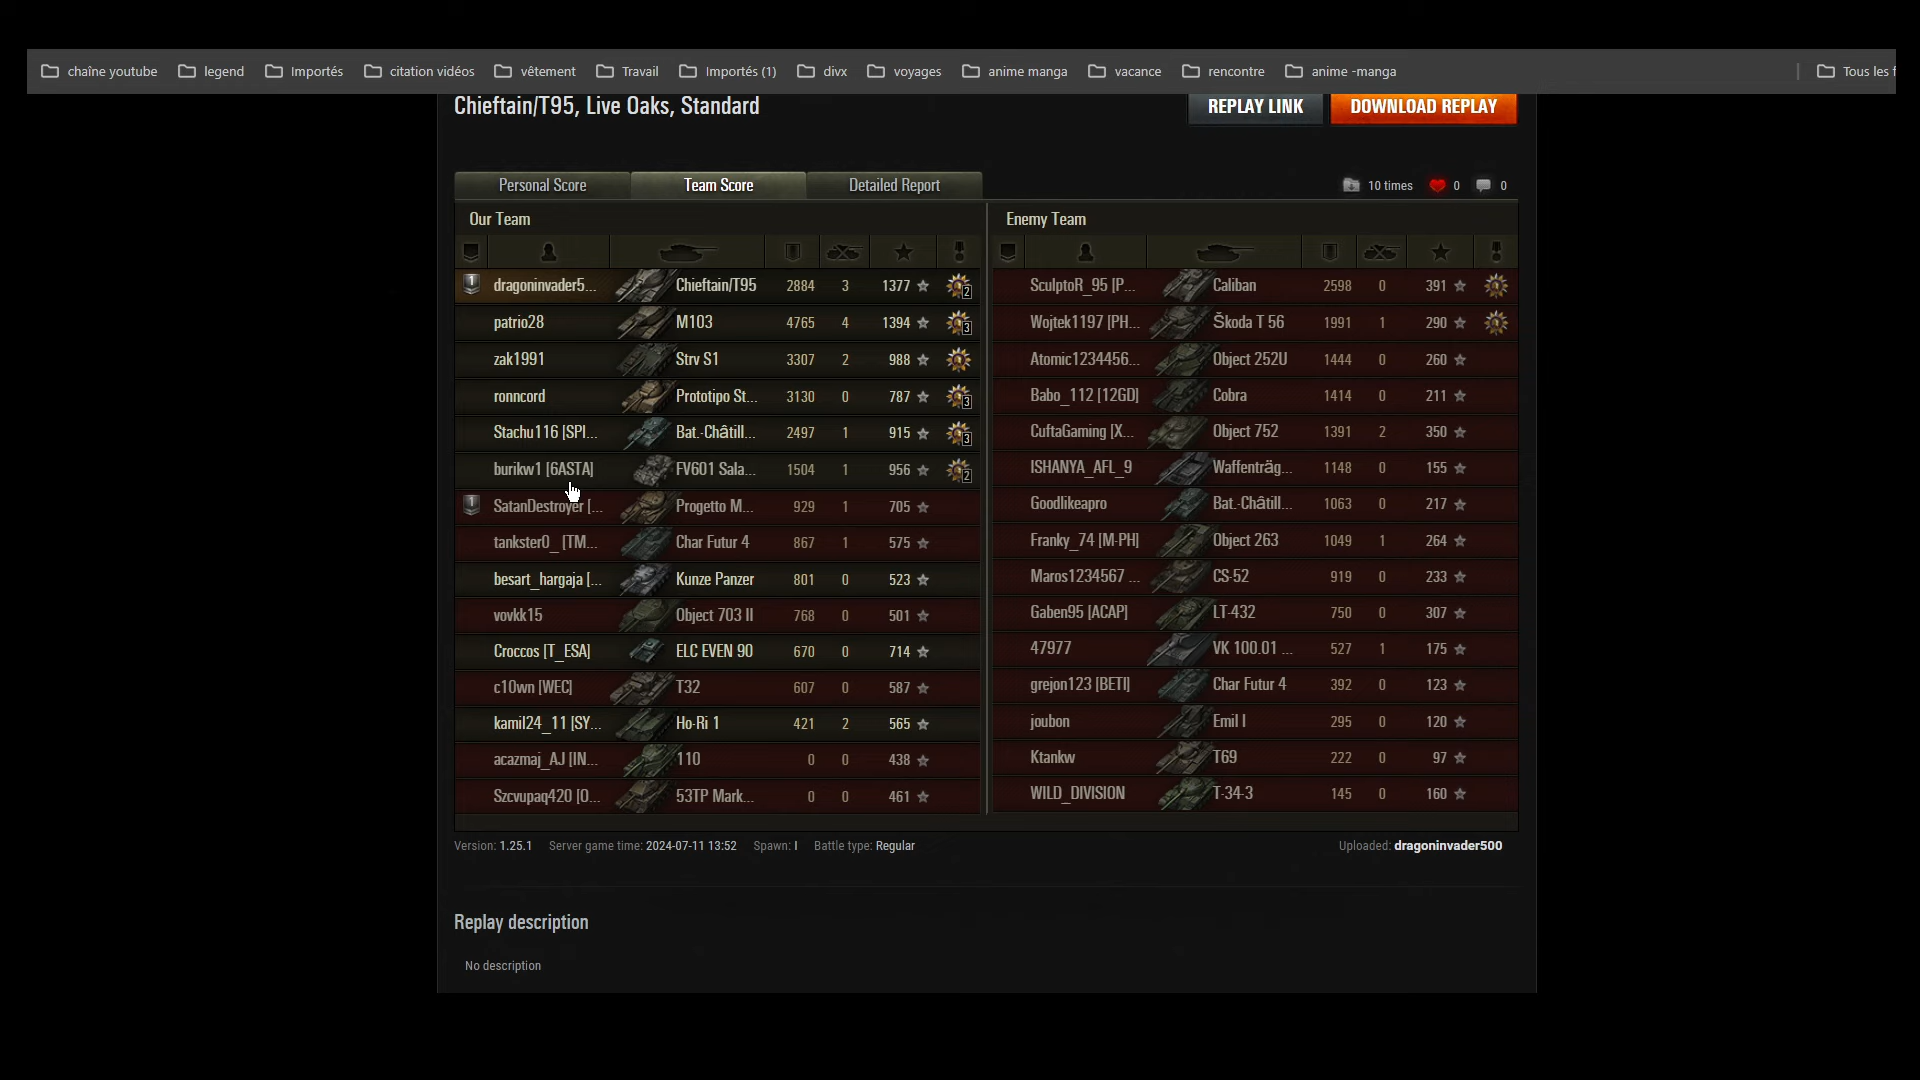 chaîne youtube legend Importés citation vidéos vêtement Travail Importés (1) divx voyages anime manga vacance rencontre anime -manga Tous les f
Chieftain/T95, Live Oaks, Standard REPLAY LINK DOWNLOAD REPLAY
Personal Score Team Score Detailed Report 10 times 0 0
Our Team Enemy Team
1 dragoninvader5... Chieftain/T95 2884 3 1377 2
patrio28 M103 4765 4 1394 3
zak1991 Strv S1 3307 2 988
ronncord Prototipo St... 3130 0 787 3
Stachu116 [SPI... Bat.-Châtill... 2497 1 915 3
burikw1 [6ASTA] FV601 Sala... 1504 1 956 2
1 SatanDestroyer [... Progetto M... 929 1 705
tankster0_ [TM... Char Futur 4 867 1 575
besart_hargaja [... Kunze Panzer 801 0 523
vovkk15 Object 703 II 768 0 501
Croccos [T_ESA] ELC EVEN 90 670 0 714
c10wn [WEC] T32 607 0 587
kamil24_11 [SY... Ho-Ri 1 421 2 565
acazmaj_AJ [IN... 110 0 0 438
Szcvupaq420 [O... 53TP Mark... 0 0 461
SculptoR_95 [P... Caliban 2598 0 391
Wojtek1197 [PH... Škoda T 56 1991 1 290
Atomic1234456... Object 252U 1444 0 260
Babo_112 [12GD] Cobra 1414 0 211
CuftaGaming [X... Object 752 1391 2 350
ISHANYA_AFL_9 Waffenträg... 1148 0 155
Goodlikeapro Bat.-Châtill... 1063 0 217
Franky_74 [M-PH] Object 263 1049 1 264
Maros1234567 ... CS-52 919 0 233
Gaben95 [ACAP] LT-432 750 0 307
47977 VK 100.01 ... 527 1 175
grejon123 [BETI] Char Futur 4 392 0 123
joubon Emil I 295 0 120
Ktankw T69 222 0 97
WILD_DIVISION T-34-3 145 0 160
Version: 1.25.1 Server game time: 2024-07-11 13:52 Spawn: I Battle type: Regular Uploaded: dragoninvader500
Replay description
No description